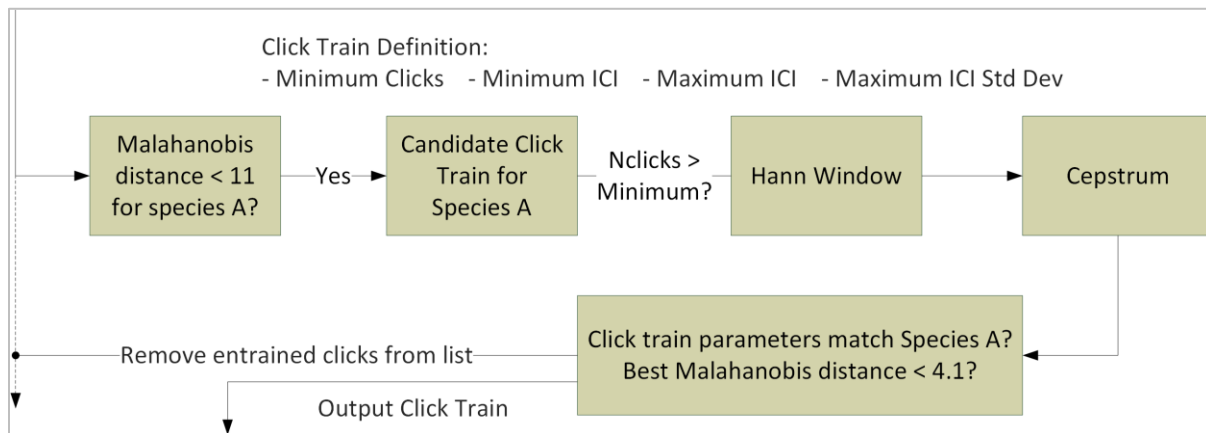 Click Train Definition:
- Minimum Clicks - Minimum ICI - Maximum ICI - Maximum ICI Std Dev
Malahanobis
distance < 11
for species A?
Yes
Candidate Click
Train for
Species A
Nclicks >
Minimum?
Hann Window
Cepstrum
Click train parameters match Species A?
Best Malahanobis distance < 4.1?
Remove entrained clicks from list
Output Click Train